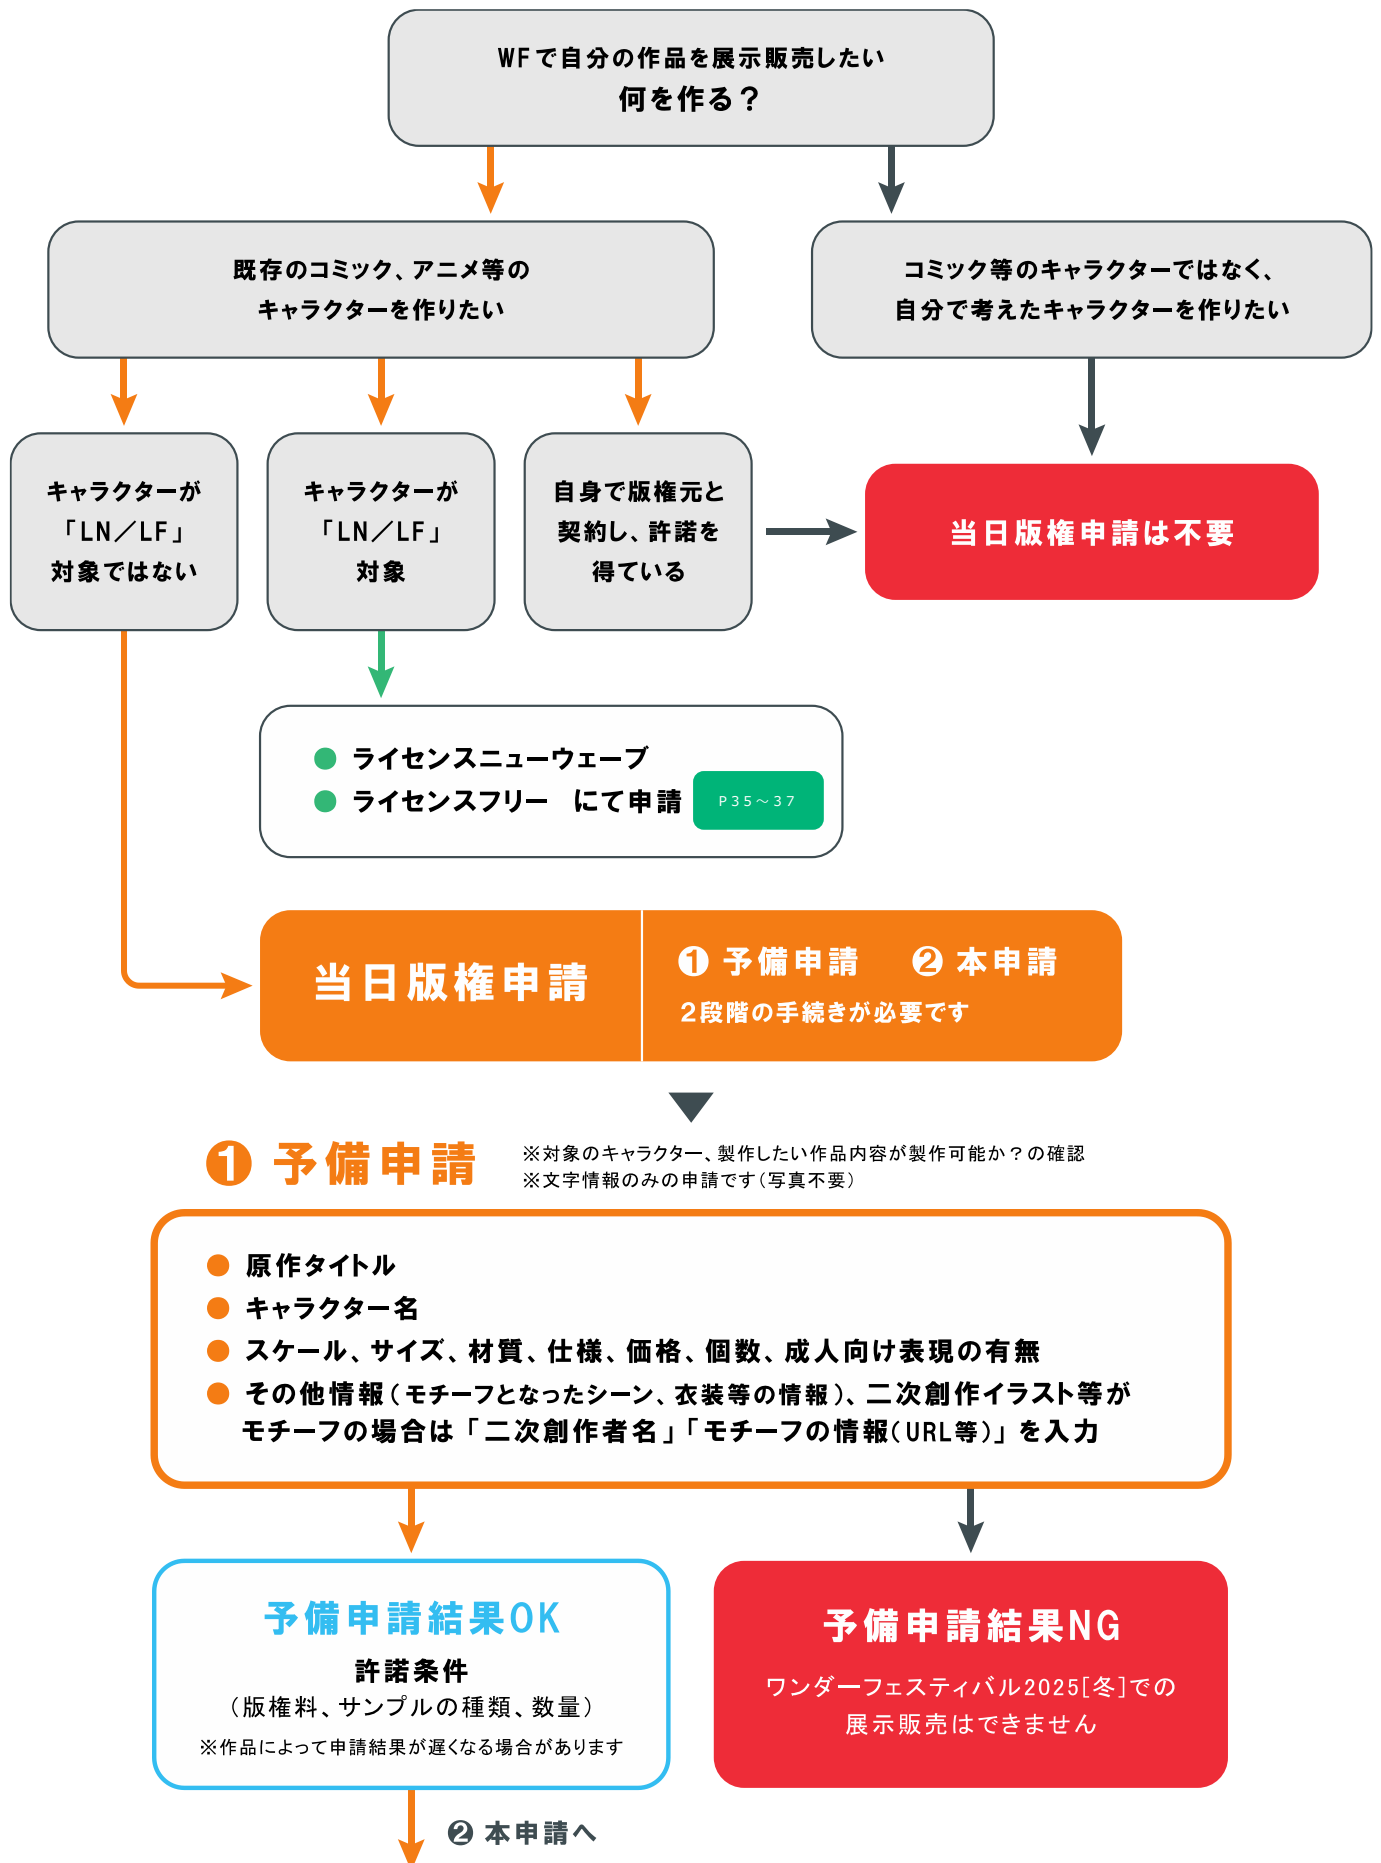 WFで自分の作品を展示販売したい
何を作る？
既存のコミック、アニメ等の
キャラクターを作りたい
コミック等のキャラクターではなく、
自分で考えたキャラクターを作りたい
キャラクターが
「LN／LF」
対象ではない
キャラクターが
「LN／LF」
対象
自身で版権元と
契約し、許諾を
得ている
当日版権申請は不要
● ライセンスニューウェーブ
● ライセンスフリー　にて申請
P35～37
当日版権申請
❶ 予備申請　❷ 本申請
2段階の手続きが必要です
❶ 予備申請
※対象のキャラクター、製作したい作品内容が製作可能か？の確認
※文字情報のみの申請です（写真不要）
● 原作タイトル
● キャラクター名
● スケール、サイズ、材質、仕様、価格、個数、成人向け表現の有無
● その他情報（モチーフとなったシーン、衣装等の情報）、二次創作イラスト等が
モチーフの場合は「二次創作者名」「モチーフの情報（URL等）」を入力
予備申請結果OK
許諾条件
（版権料、サンプルの種類、数量）
※作品によって申請結果が遅くなる場合があります
予備申請結果NG
ワンダーフェスティバル2025[冬]での
展示販売はできません
❷ 本申請へ